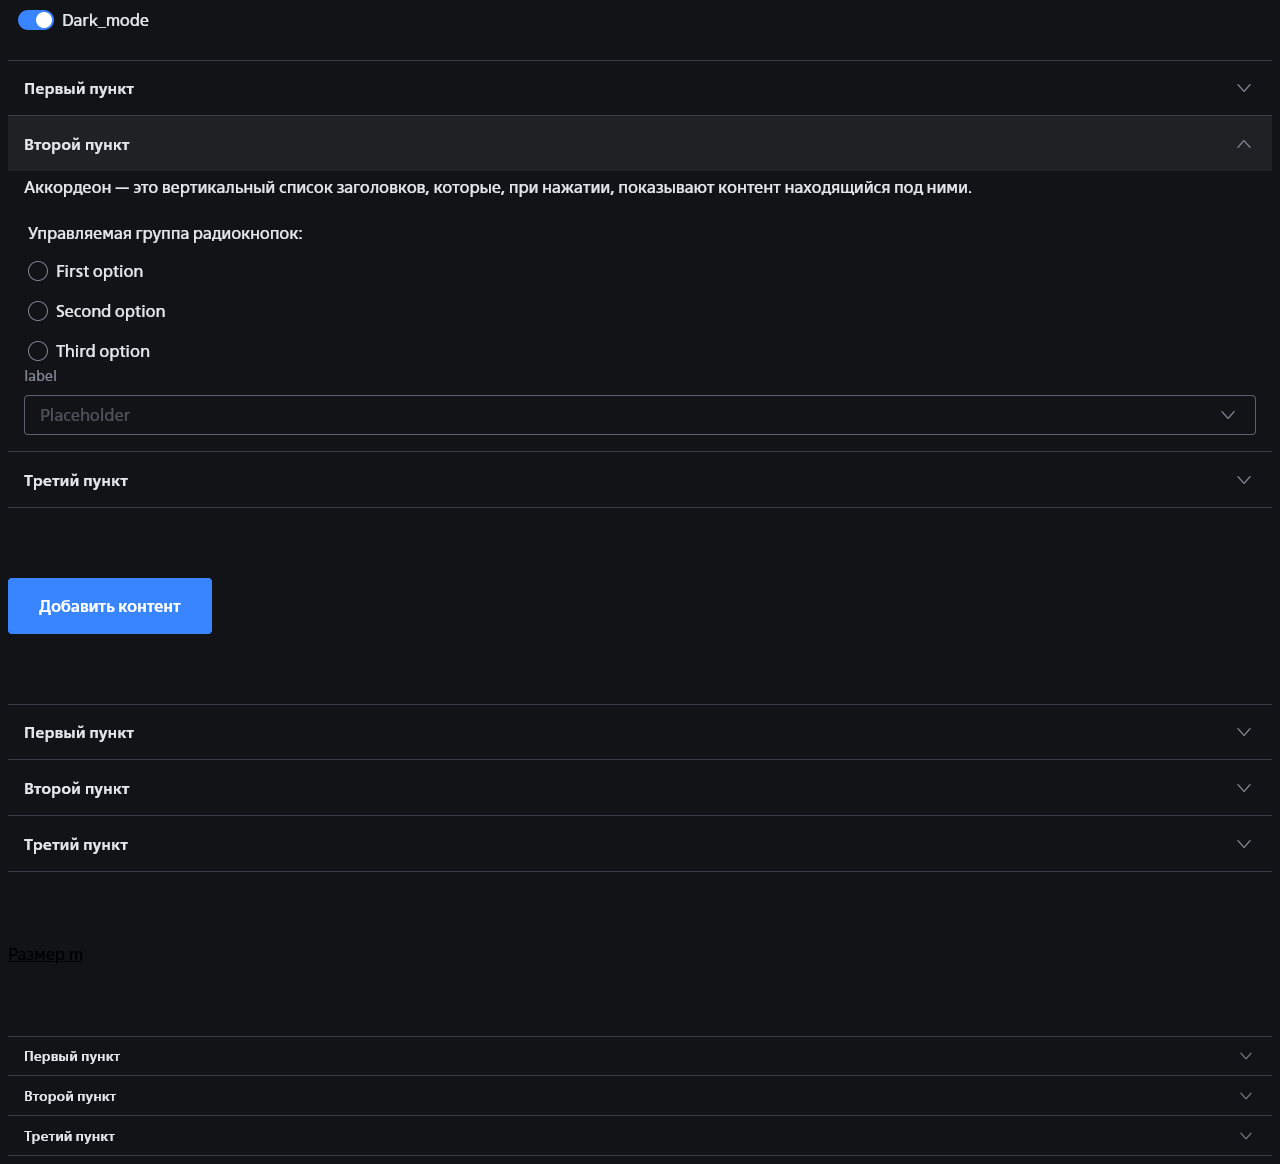 Dark_mode
Первый пункт
Второй пункт
Аккордеон — это вертикальный список заголовков, которые, при нажатии, показывают контент находящийся под ними.
Управляемая группа радиокнопок:
First option
Second option
Third option
label
Placeholder
Третий пункт
Добавить контент
Первый пункт
Второй пункт
Третий пункт
Размер m
Первый пункт
Второй пункт
Третий пункт